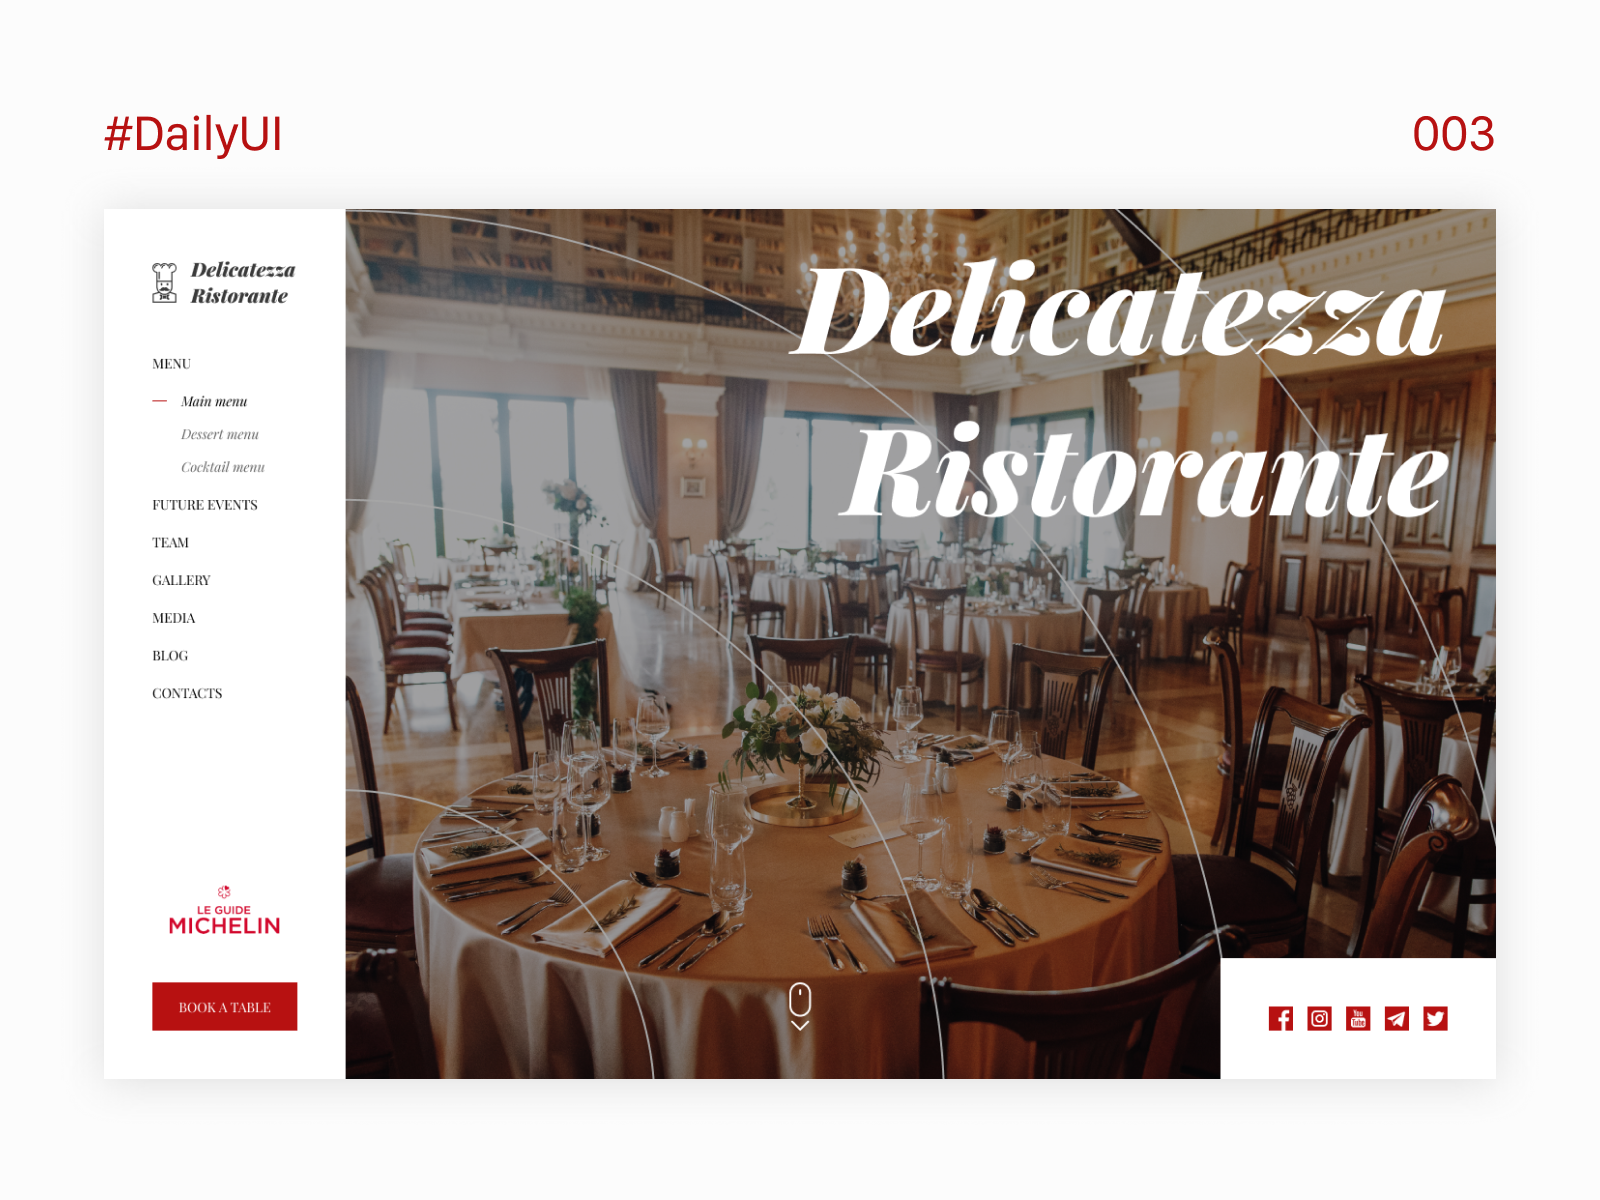 #DailyUI
003
Delicatezza
Ristorante
MENU
Main menu
Dessert menu
Cocktail menu
FUTURE EVENTS
TEAM
GALLERY
MEDIA
BLOG
CONTACTS
LE GUIDE
MICHELIN
BOOK A TABLE
Delicatezza
Ristorante
You
Tube